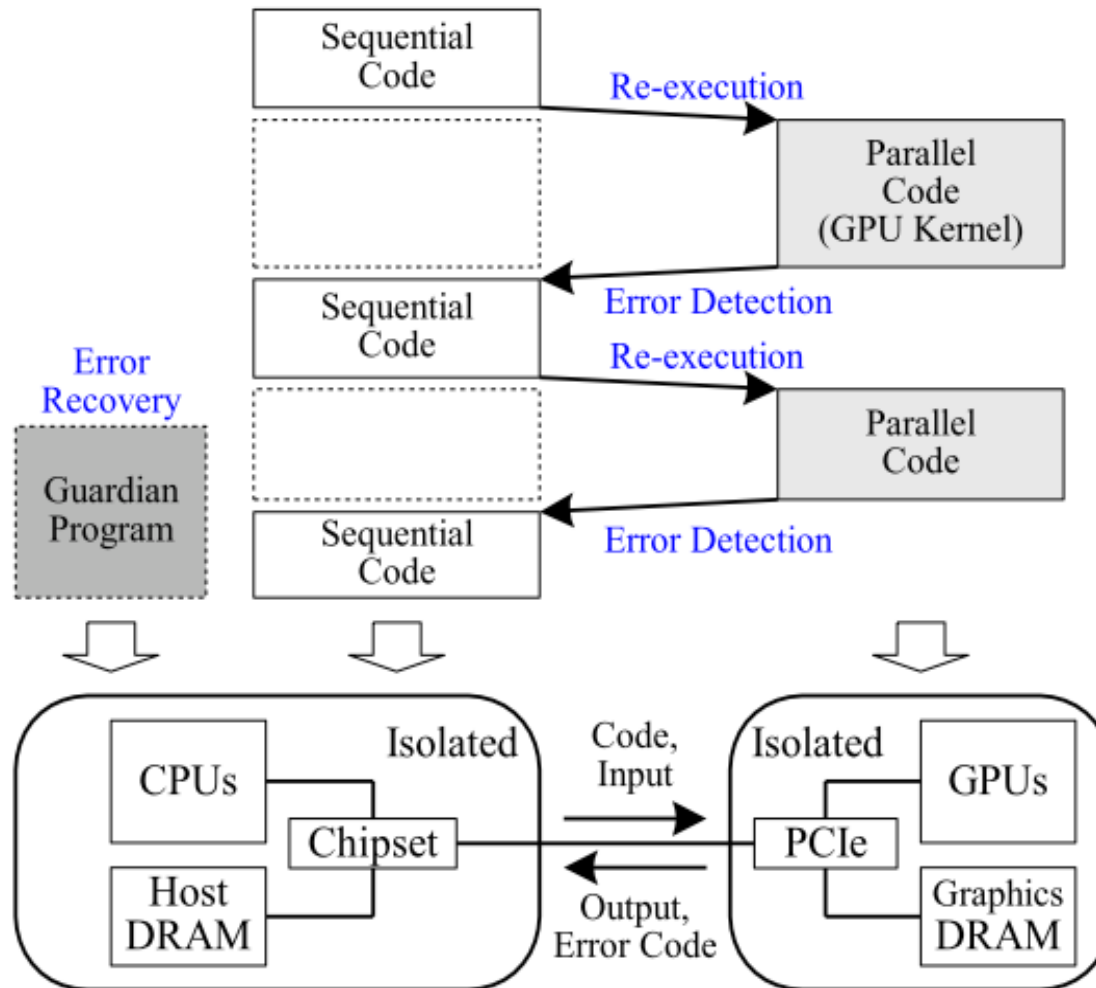 Sequential
Code
Re-execution
Parallel
Code
(GPU Kernel)
Error Detection
Sequential
Code
Re-execution
Error
Recovery
Parallel
Code
Guardian
Program
Error Detection
Sequential
Code
Isolated
CPUs
Chipset
Host
DRAM
Code,
Input
Output,
Error Code
Isolated
GPUs
PCIe
Graphics
DRAM